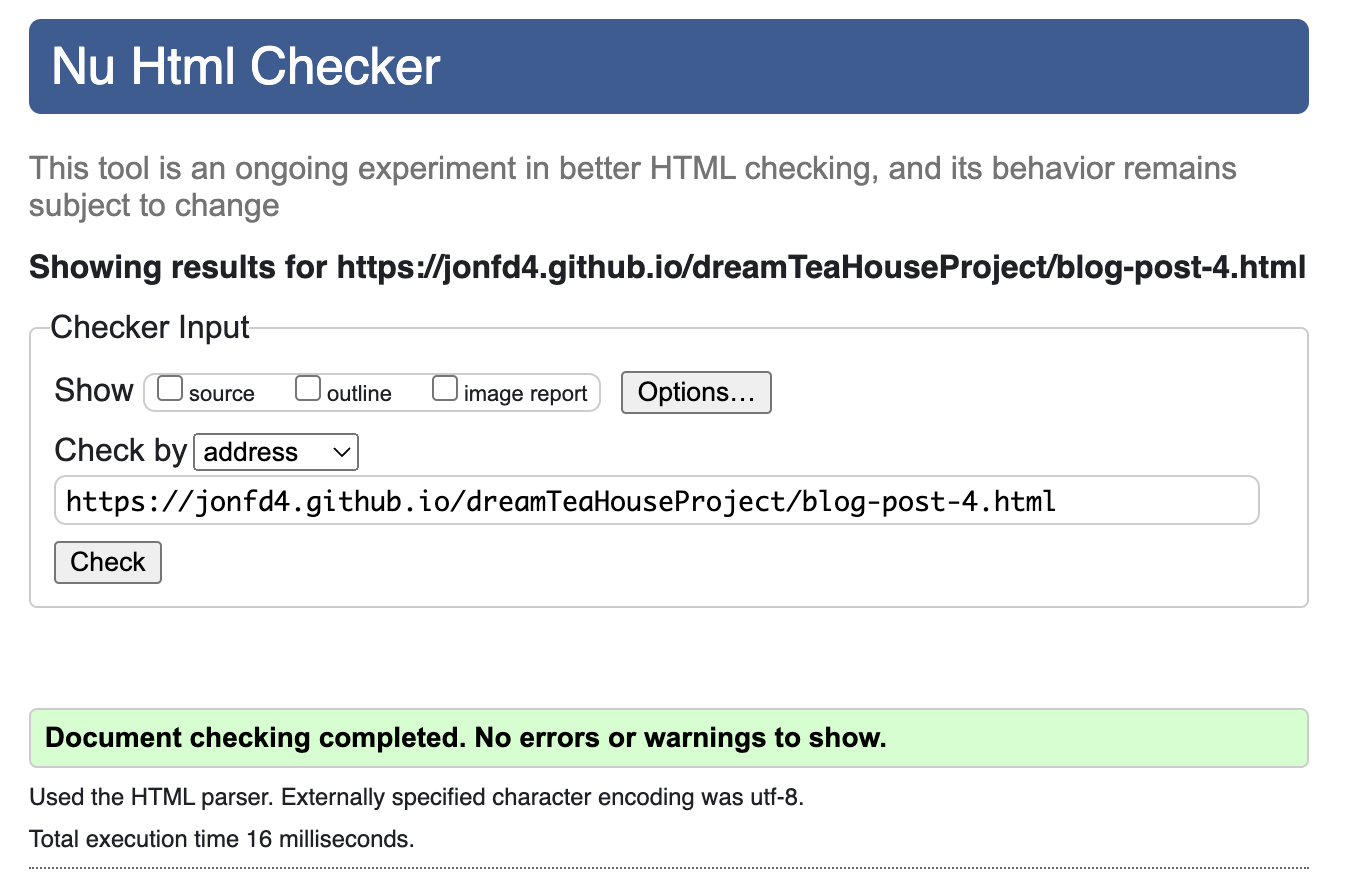 Nu Html Checker
This tool is an ongoing experiment in better HTML checking, and its behavior remains
subject to change
Showing results for https://jonfd4.github.io/dreamTeaHouseProject/blog-post-4.html
Checker Input
Show source outline image report Options...
Check by address
https://jonfd4.github.io/dreamTeaHouseProject/blog-post-4.html
Check
Document checking completed. No errors or warnings to show.
Used the HTML parser. Externally specified character encoding was utf-8.
Total execution time 16 milliseconds.